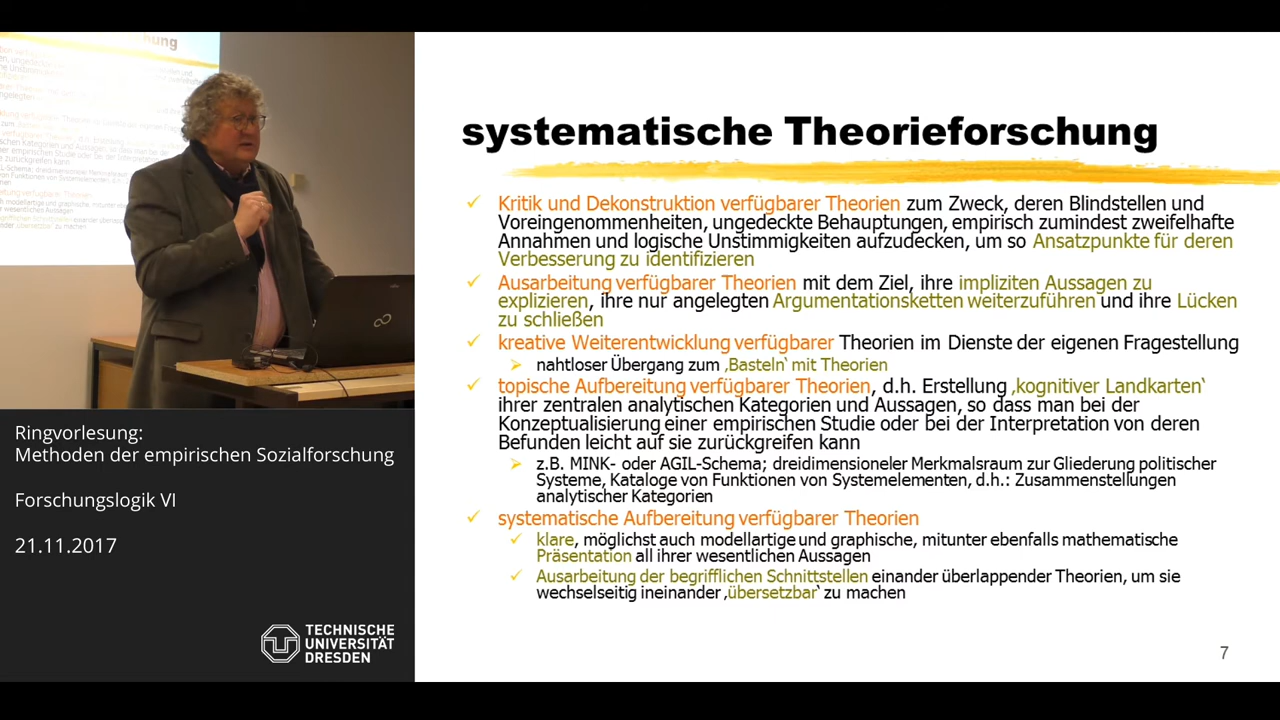 systematische Theorieforschung
Kritik und Dekonstruktion verfügbarer Theorien zum Zweck, deren Blindstellen und
Voreingenommenheiten, ungedeckte Behauptungen, empirisch zumindest zweifelhafte
Annahmen und logische Unstimmigkeiten aufzudecken, um so Ansatzpunkte für deren
Verbesserung zu identifizieren
Ausarbeitung verfügbarer Theorien mit dem Ziel, ihre impliziten Aussagen zu
explizieren, ihre nur angelegten Argumentationsketten weiterzuführen und ihre Lücken
zu schließen
kreative Weiterentwicklung verfügbarer Theorien im Dienste der eigenen Fragestellung
nahtloser Übergang zum ‚Basteln‘ mit Theorien
topische Aufbereitung verfügbarer Theorien, d.h. Erstellung ‚kognitiver Landkarten‘
ihrer zentralen analytischen Kategorien und Aussagen, so dass man bei der
Konzeptualisierung einer empirischen Studie oder bei der Interpretation von deren
Befunden leicht auf sie zurückgreifen kann
z.B. MINK- oder AGIL-Schema; dreidimensioneler Merkmalsraum zur Gliederung politischer
Systeme, Kataloge von Funktionen von Systemelementen, d.h.: Zusammenstellungen
analytischer Kategorien
systematische Aufbereitung verfügbarer Theorien
klare, möglichst auch modellartige und graphische, mitunter ebenfalls mathematische
Präsentation all ihrer wesentlichen Aussagen
Ausarbeitung der begrifflichen Schnittstellen einander überlappender Theorien, um sie
wechselseitig ineinander ‚übersetzbar‘ zu machen
7
Ringvorlesung:
Methoden der empirischen Sozialforschung
Forschungslogik VI
21.11.2017
TECHNISCHE
UNIVERSITÄT
DRESDEN